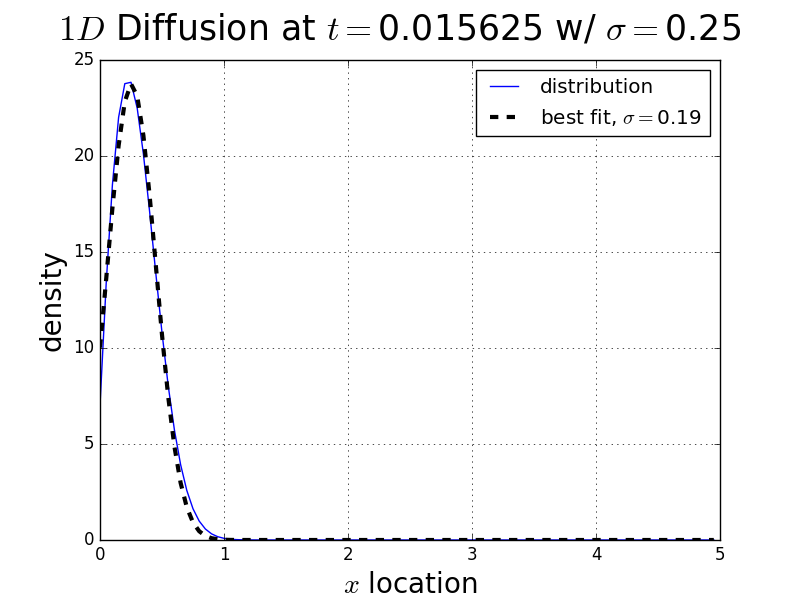 1D Diffusion at t = 0.015625 w/ σ = 0.25
25
20
15
10
5
0
density
distribution
best fit, σ = 0.19
0 1 2 3 4 5
x location